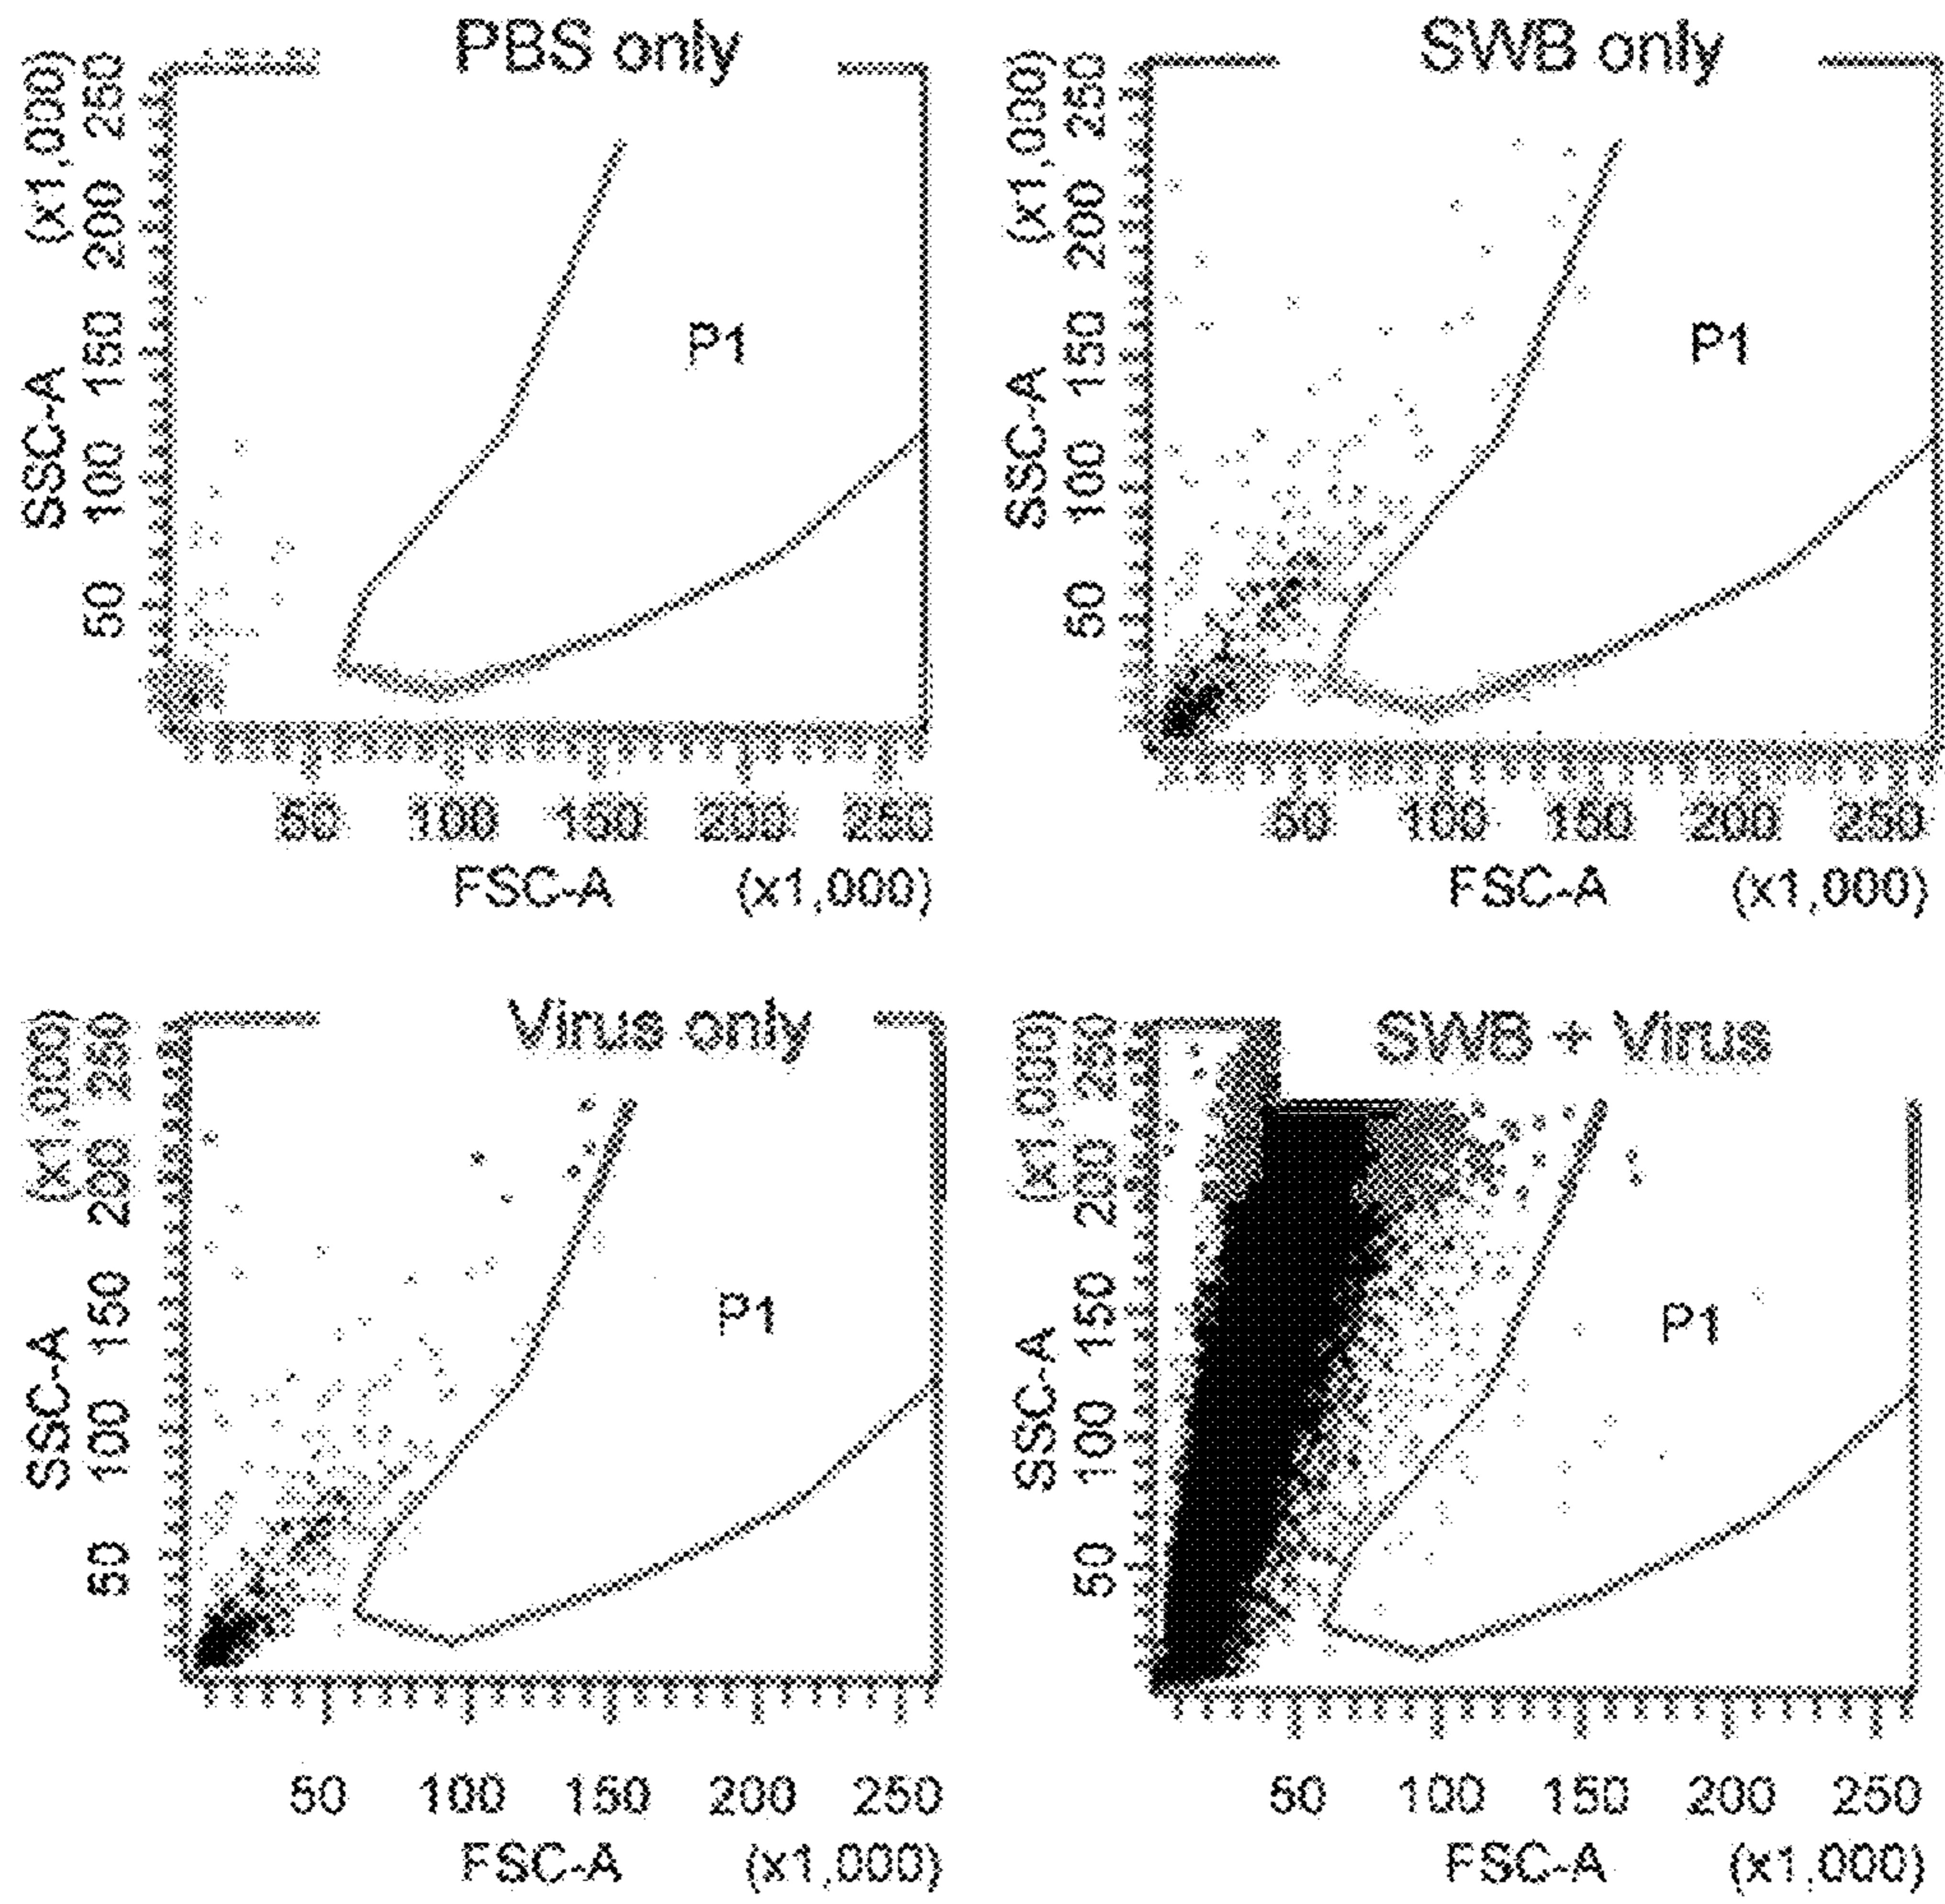 PBS only
(x1,000)
250
200
150
100
50
SSC-A
P1
50 100 150 200 250
FSC-A (x1,000)
SWB only
(x1,000)
250
200
150
100
50
SSC-A
P1
50 100 150 200 250
FSC-A (x1,000)
Virus only
(x1,000)
250
200
150
100
50
SSC-A
P1
50 100 150 200 250
FSC-A (x1,000)
SWB + Virus
(x1,000)
250
200
150
100
50
SSC-A
P1
50 100 150 200 250
FSC-A (x1,000)